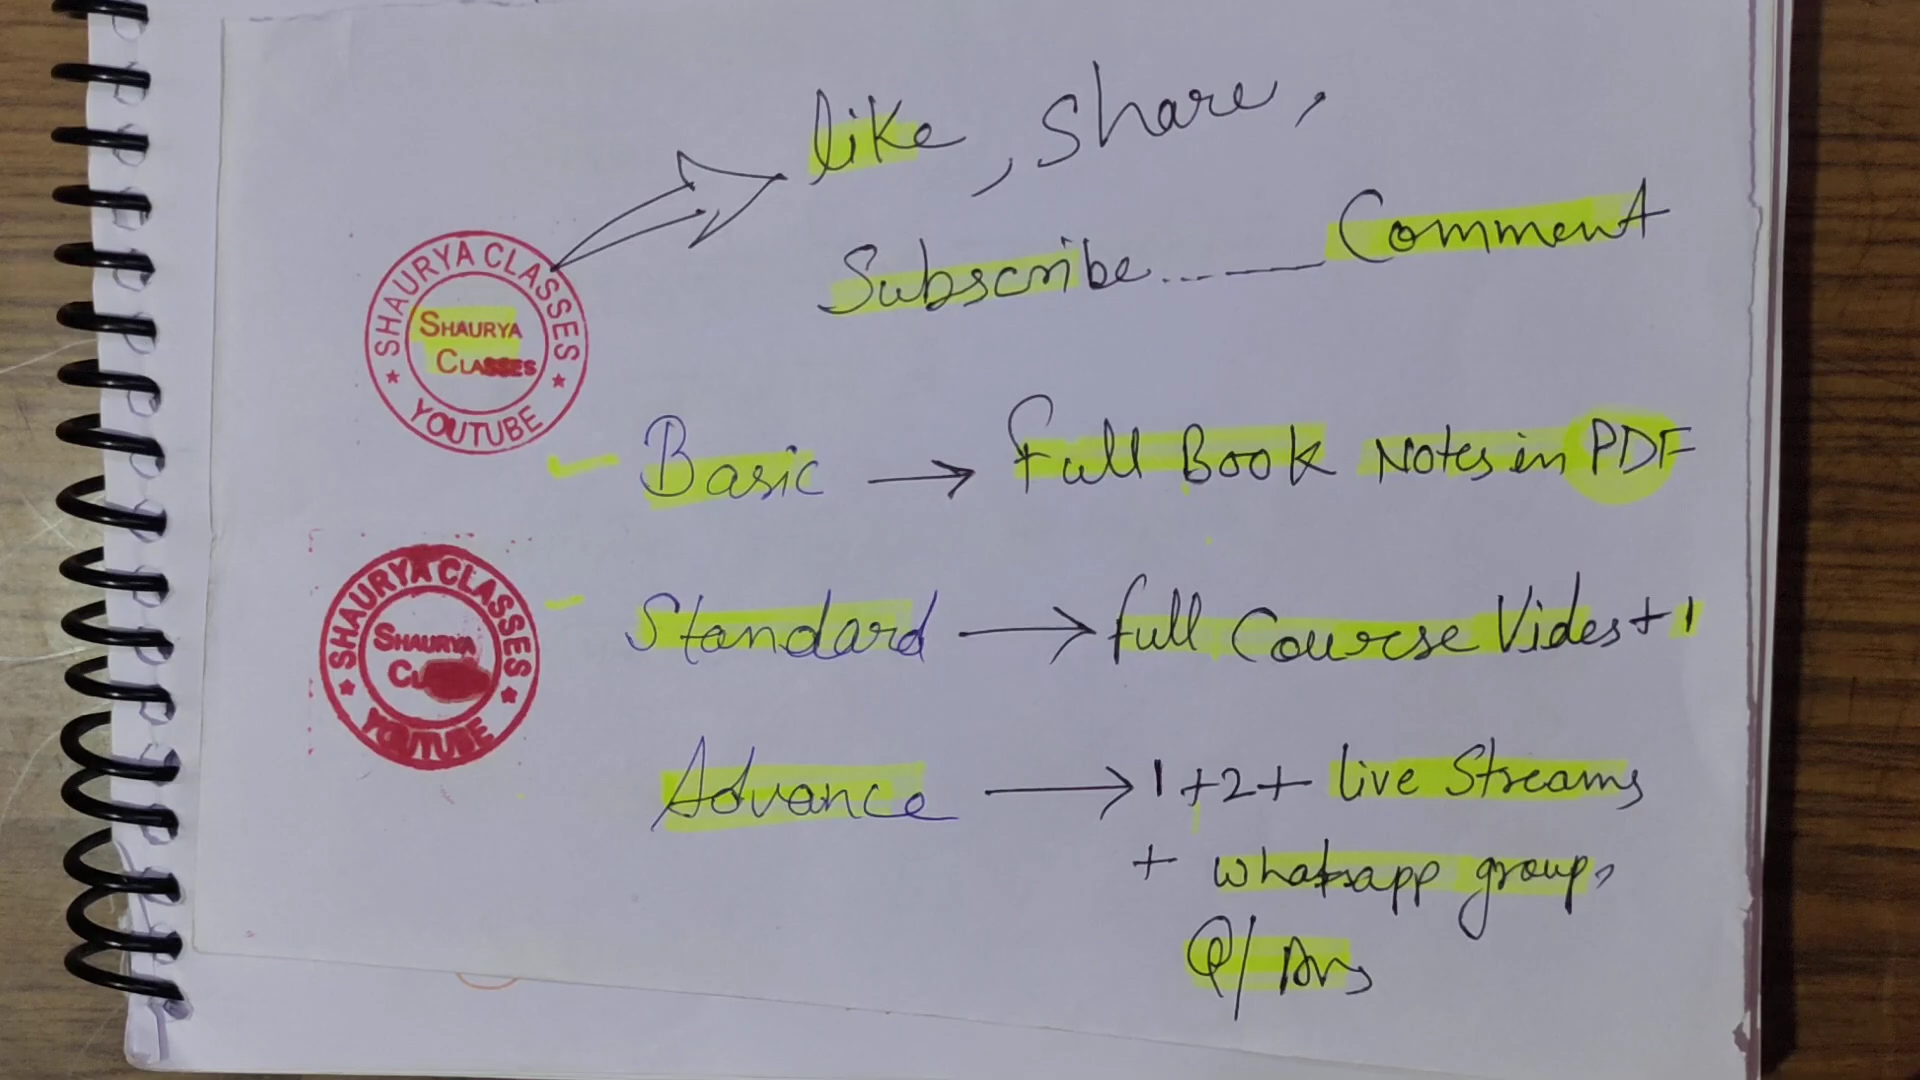 like, Share,
Subscribe....___Comment
SHAURYA CLASSES
SHAURYA
CLASSES
YOUTUBE
Basic → Full Book Notes in PDF
SHAURYA CLASSES
SHAURYA
YOUTUBE
Standard → full Course Vides + 1
Advance → 1+2+ live Streams
+ whatsapp group,
Q/Ans